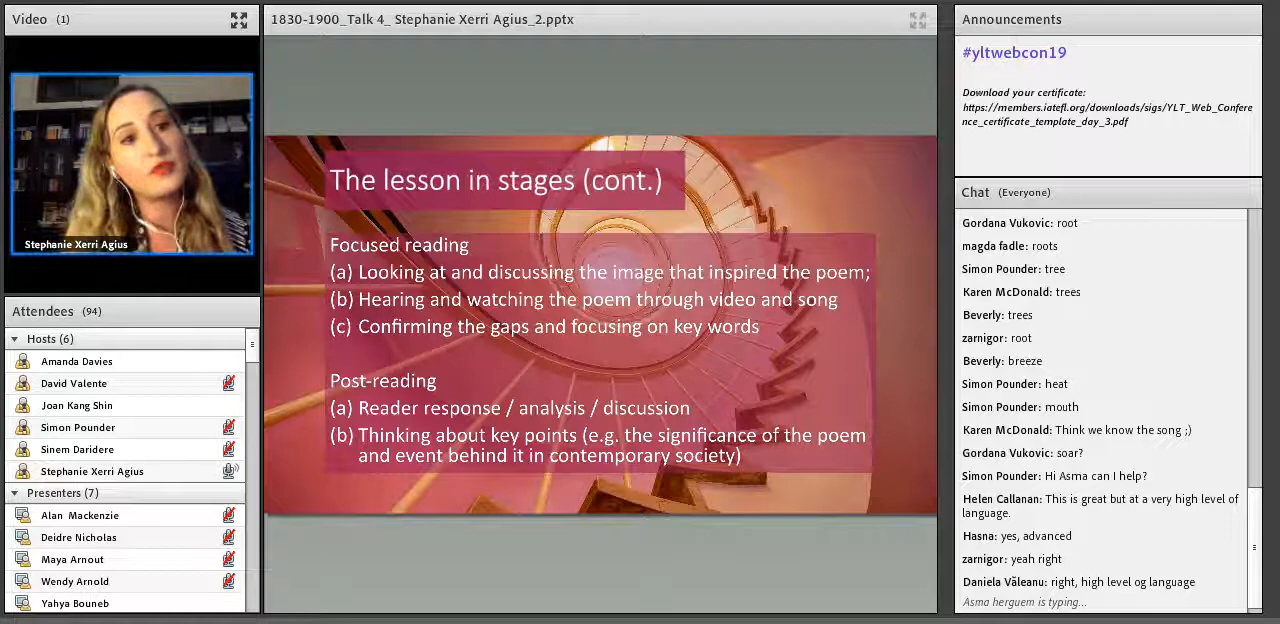 Video (1)
Stephanie Xerri Agius
Attendees (94)
Hosts (6)
Amanda Davies
David Valente
Joan Kang Shin
Simon Pounder
Sinem Daridere
Stephanie Xerri Agius
Presenters (7)
Alan Mackenzie
Deidre Nicholas
Maya Arnout
Wendy Arnold
Yahya Bouneb
1830-1900_Talk 4_ Stephanie Xerri Agius_2.pptx
The lesson in stages (cont.)
Focused reading
(a) Looking at and discussing the image that inspired the poem;
(b) Hearing and watching the poem through video and song
(c) Confirming the gaps and focusing on key words
Post-reading
(a) Reader response / analysis / discussion
(b) Thinking about key points (e.g. the significance of the poem
and event behind it in contemporary society)
Announcements
#yltwebcon19
Download your certificate:
https://members.iatefl.org/downloads/sigs/YLT_Web_Confere
nce_certificate_template_day_3.pdf
Chat (Everyone)
Gordana Vukovic: root
magda fadle: roots
Simon Pounder: tree
Karen McDonald: trees
Beverly: trees
zarnigor: root
Beverly: breeze
Simon Pounder: heat
Simon Pounder: mouth
Karen McDonald: Think we know the song ;)
Gordana Vukovic: soar?
Simon Pounder: Hi Asma can I help?
Helen Callanan: This is great but at a very high level of
language.
Hasna: yes, advanced
zarnigor: yeah right
Daniela Văleanu: right, high level og language
Asma herguem is typing...